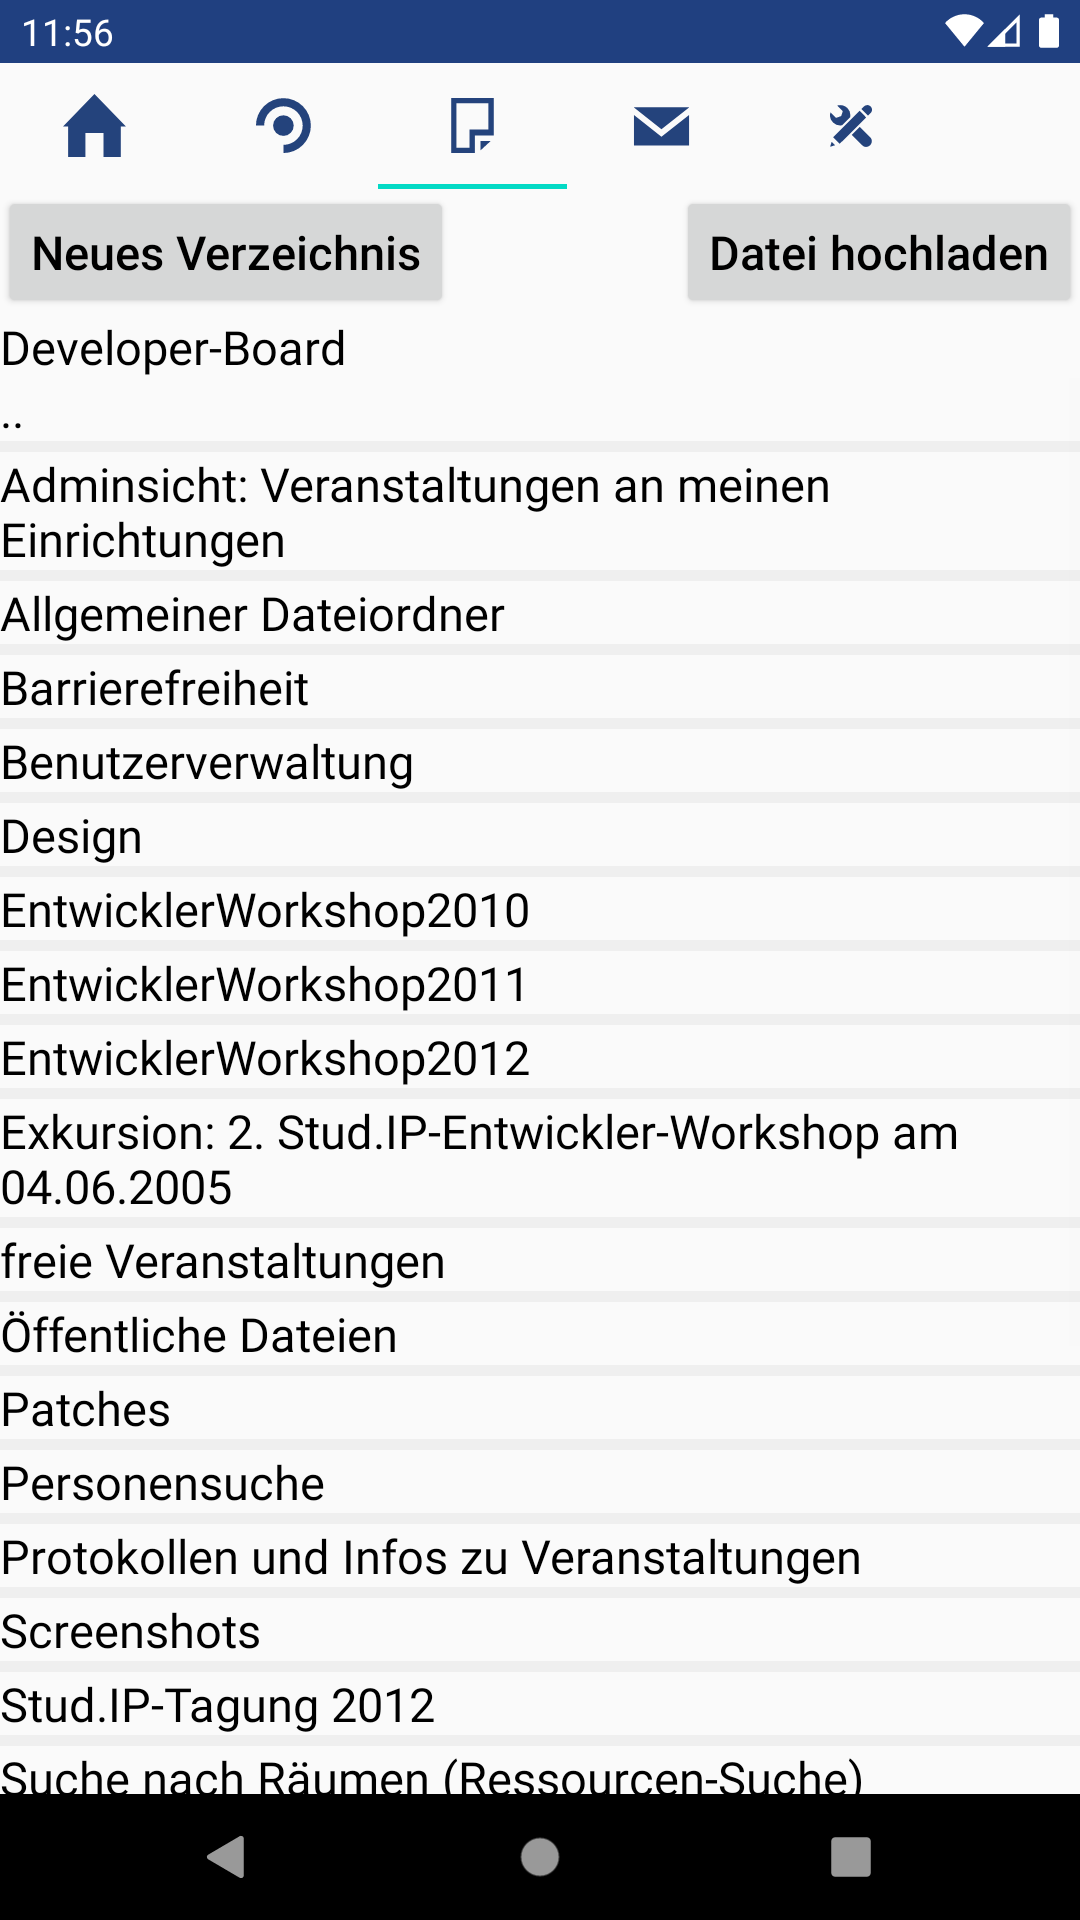 11:56
Neues Verzeichnis
Datei hochladen
Developer-Board
..
Adminsicht: Veranstaltungen an meinen
Einrichtungen
Allgemeiner Dateiordner
Barrierefreiheit
Benutzerverwaltung
Design
EntwicklerWorkshop2010
EntwicklerWorkshop2011
EntwicklerWorkshop2012
Exkursion: 2. Stud.IP-Entwickler-Workshop am
04.06.2005
freie Veranstaltungen
Öffentliche Dateien
Patches
Personensuche
Protokollen und Infos zu Veranstaltungen
Screenshots
Stud.IP-Tagung 2012
Suche nach Räumen (Ressourcen-Suche)